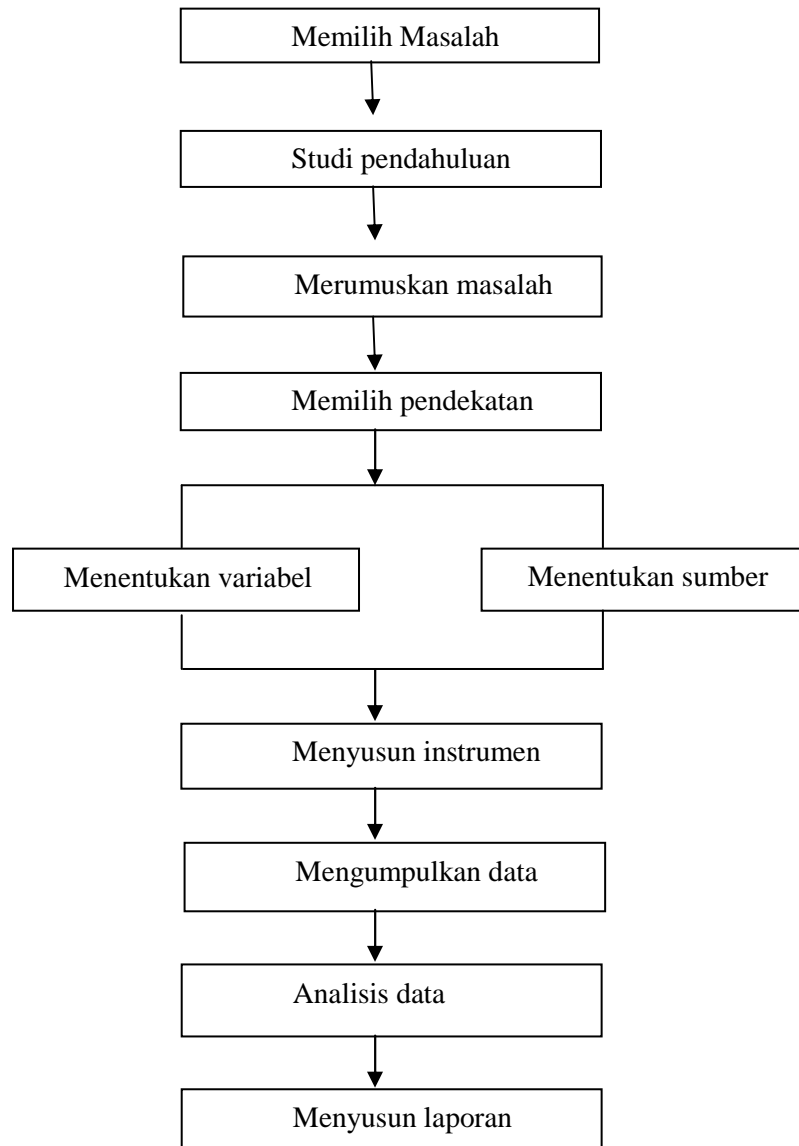 Memilih Masalah
Studi pendahuluan
Merumuskan masalah
Memilih pendekatan
Menentukan variabel
Menentukan sumber
Menyusun instrumen
Mengumpulkan data
Analisis data
Menyusun laporan